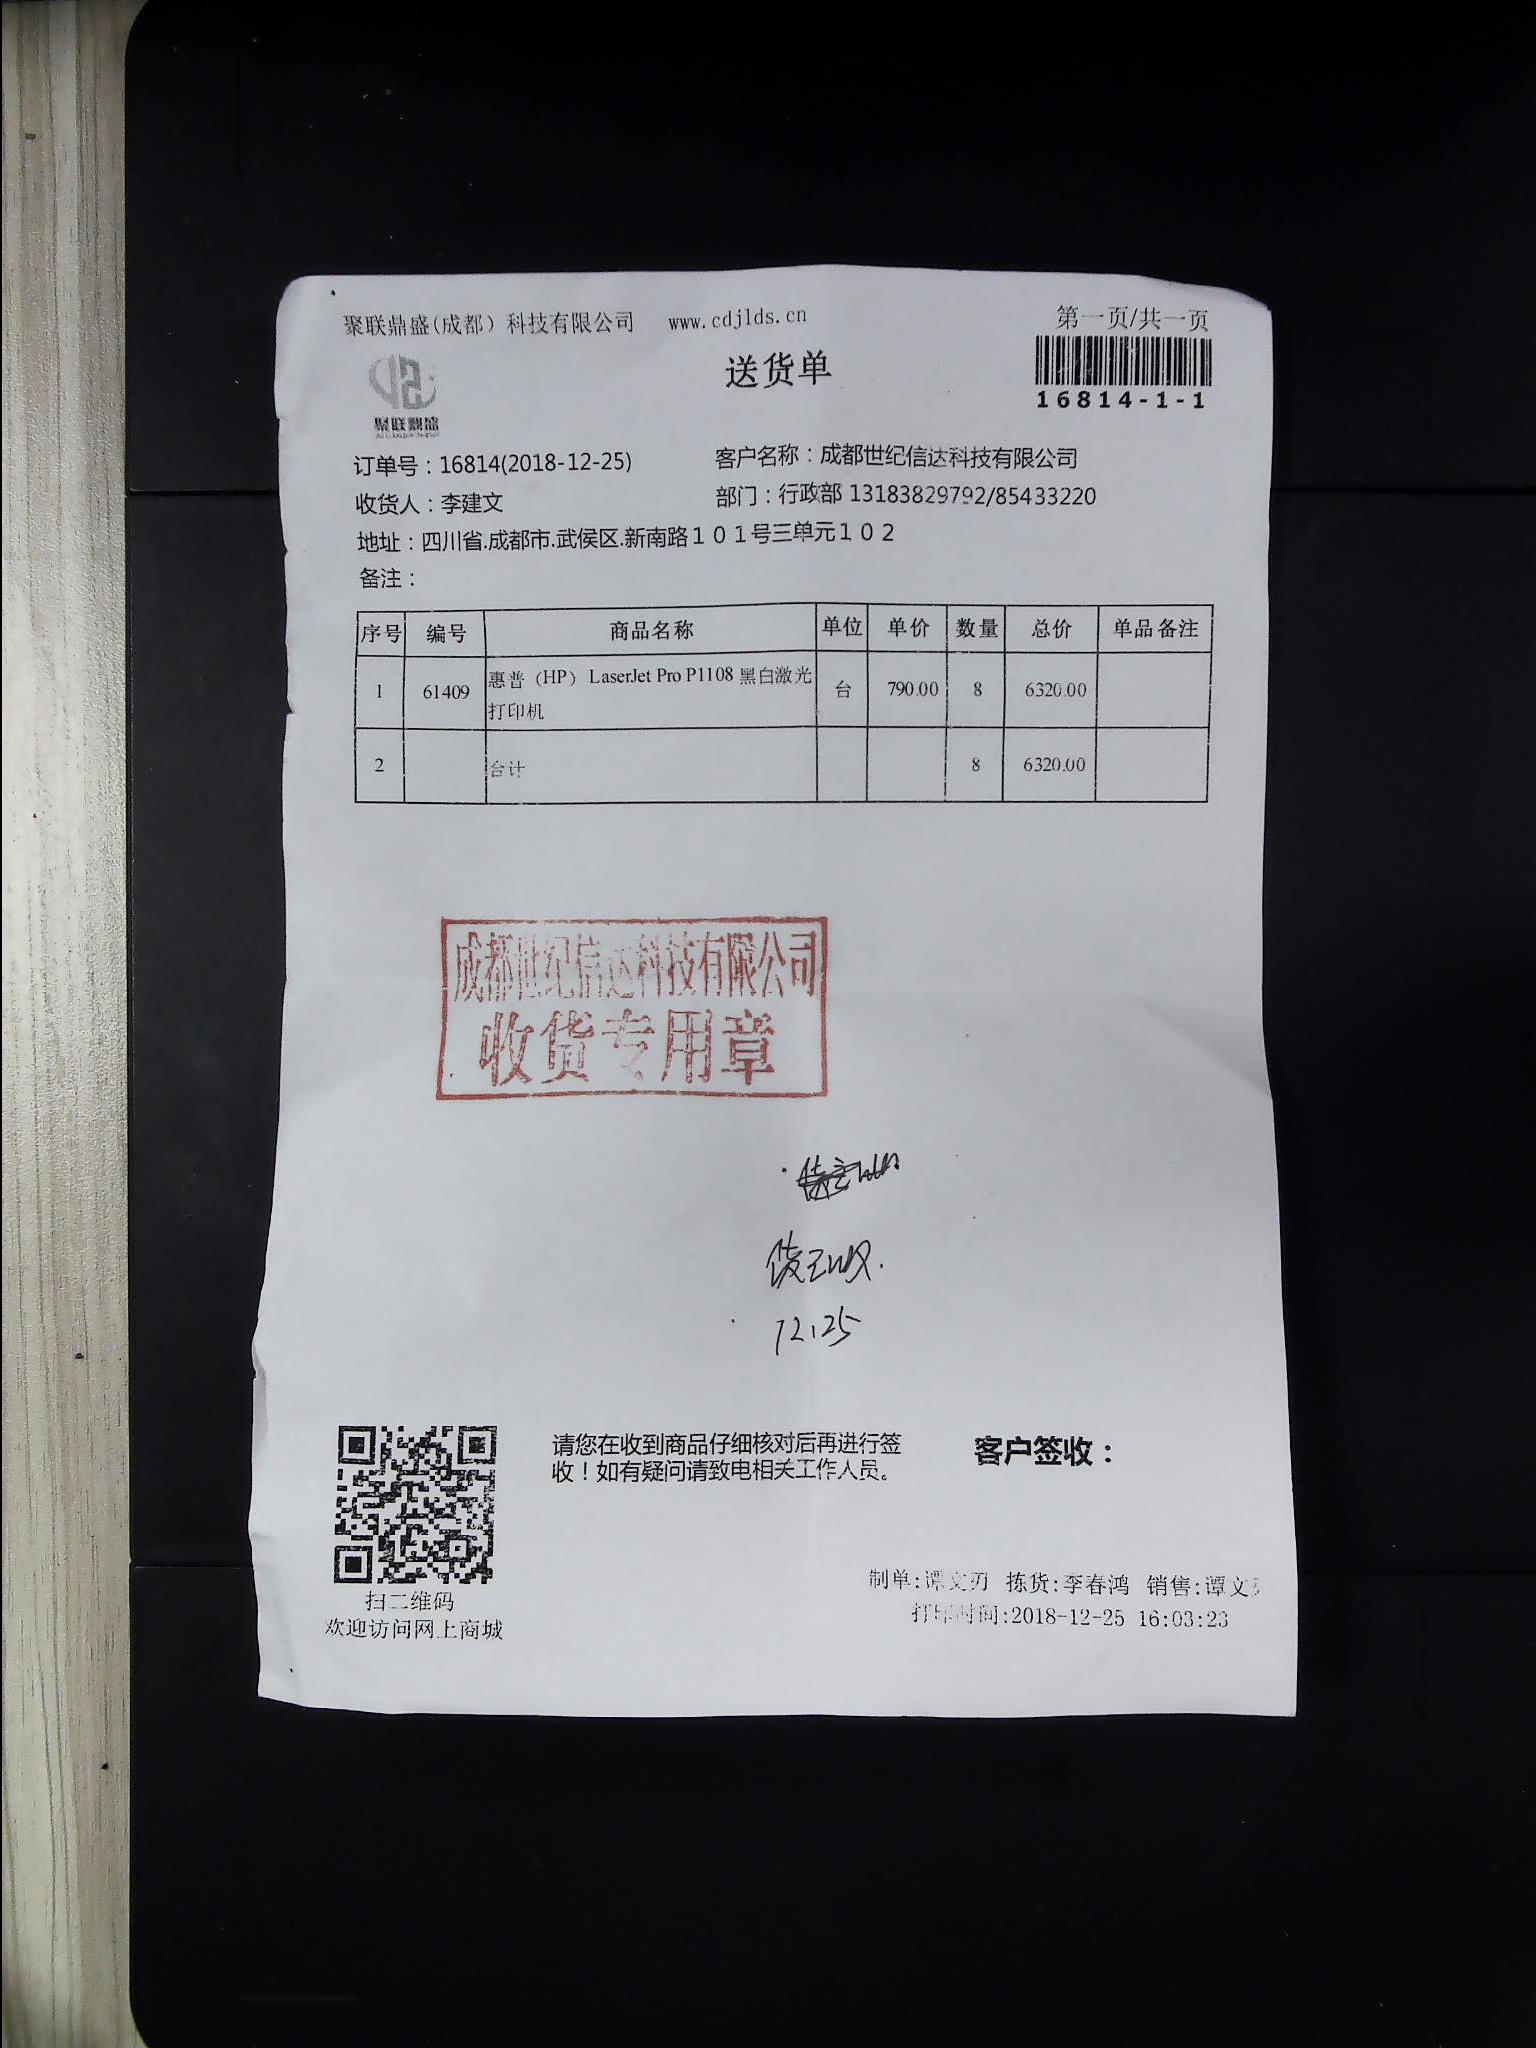 聚联鼎盛(成都）科技有限公司 www.cdjlds.cn 第一页/共一页
送货单
16814-1-1
聚联鼎盛
订单号：16814(2018-12-25) 客户名称：成都世纪信达科技有限公司
收货人：李建文 部门：行政部 13183829792/85433220
地址：四川省.成都市.武侯区.新南路１０１号三单元１０２
备注：
序号 编号 商品名称 单位 单价 数量 总价 单品备注
1 61409 惠普（HP） LaserJet Pro P1108 黑白激光 台 790.00 8 6320.00
打印机
2 合计 8 6320.00
成都世纪信达科技有限公司
收货专用章
12.25
请您在收到商品仔细核对后再进行签 客户签收：
收！如有疑问请致电相关工作人员。
扫二维码
欢迎访问网上商城
制单:谭文 拣货:李春鸿 销售:谭文
打印时间:2018-12-25 16:03:23